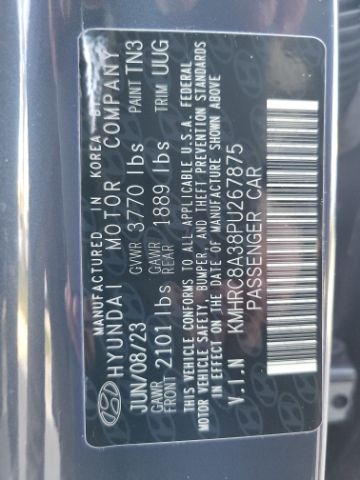 MANUFACTURED IN KOREA BY
HYUNDAI MOTOR COMPANY
JUN/08/23 GVWR 3770 lbs PAINT TN3
GAWR FRONT 2101 lbs GAWR REAR 1889 lbs TRIM UUG
THIS VEHICLE CONFORMS TO ALL APPLICABLE U.S.A. FEDERAL
MOTOR VEHICLE SAFETY, BUMPER, AND THEFT PREVENTION
STANDARDS IN EFFECT ON THE DATE OF MANUFACTURE SHOWN ABOVE
V.I.N KMHRC8A38PU267875
PASSENGER CAR